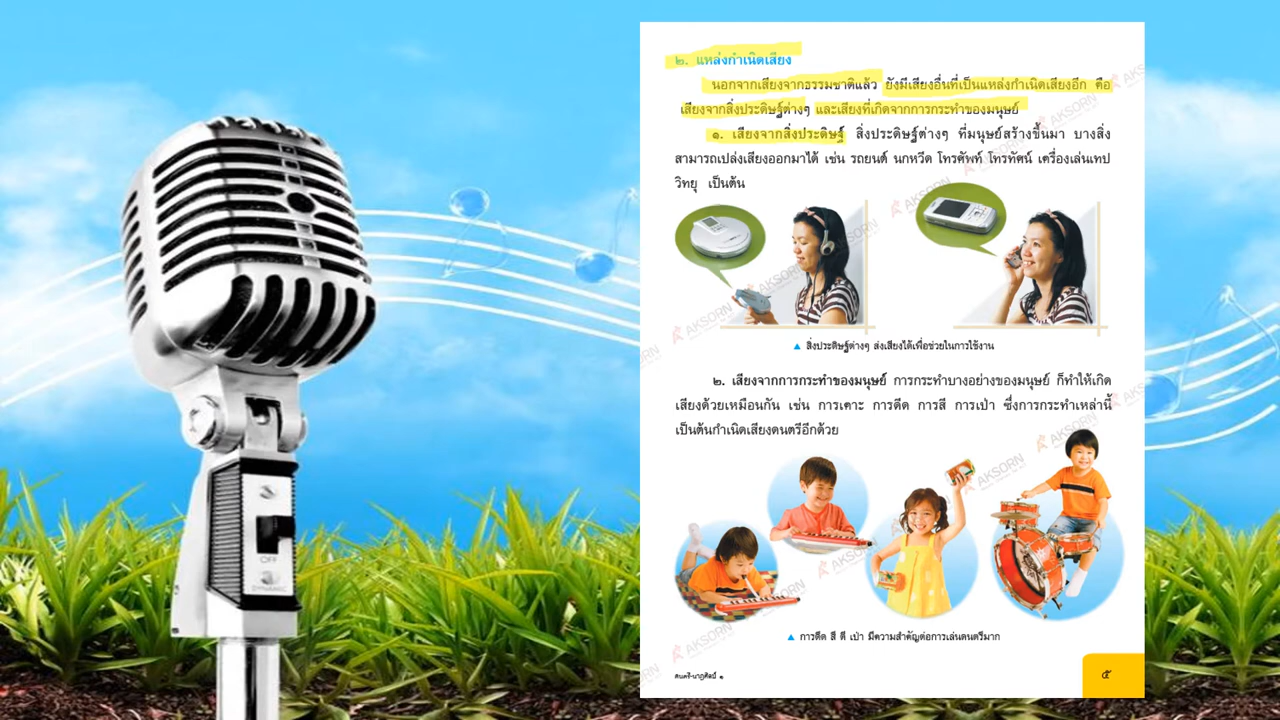 OFF
DYNAMIC
๒. แหล่งกำเนิดเสียง
นอกจากเสียงจากธรรมชาติแล้ว ยังมีเสียงอื่นที่เป็นแหล่งกำเนิดเสียงอีก คือ
เสียงจากสิ่งประดิษฐ์ต่างๆ และเสียงที่เกิดจากการกระทำของมนุษย์
๑. เสียงจากสิ่งประดิษฐ์ สิ่งประดิษฐ์ต่างๆ ที่มนุษย์สร้างขึ้นมา บางสิ่ง
สามารถเปล่งเสียงออกมาได้ เช่น รถยนต์ นกหวีด โทรศัพท์ โทรทัศน์ เครื่องเล่นเทป
วิทยุ เป็นต้น
▲ สิ่งประดิษฐ์ต่างๆ ส่งเสียงได้เพื่อช่วยในการใช้งาน
๒. เสียงจากการกระทำของมนุษย์ การกระทำบางอย่างของมนุษย์ ก็ทำให้เกิด
เสียงด้วยเหมือนกัน เช่น การเคาะ การดีด การสี การเป่า ซึ่งการกระทำเหล่านี้
เป็นต้นกำเนิดเสียงดนตรีอีกด้วย
▲ การดีด สี ตี เป่า มีความสำคัญต่อการเล่นดนตรีมาก
ดนตรี-นาฏศิลป์ ๑
๕
AKSORN
AKSORN
AKSORN
AKSORN
AKSORN
AKSORN
AKSORN
AKSORN
AKSORN